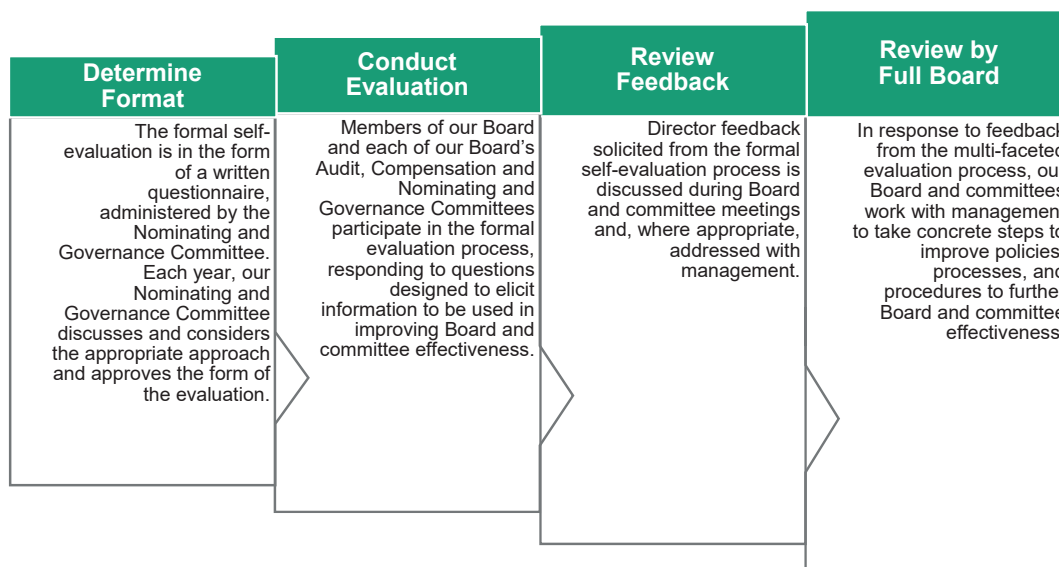 Determine
Format
The formal self-
evaluation is in the form
of a written
questionnaire,
administered by the
Nominating and
Governance Committee.
Each year, our
Nominating and
Governance Committee
discusses and considers
the appropriate approach
and approves the form of
the evaluation.
Conduct
Evaluation
Members of our Board
and each of our Board’s
Audit, Compensation and
Nominating and
Governance Committees
participate in the formal
evaluation process,
responding to questions
designed to elicit
information to be used in
improving Board and
committee effectiveness.
Review
Feedback
Director feedback
solicited from the formal
self-evaluation process is
discussed during Board
and committee meetings
and, where appropriate,
addressed with
management.
Review by
Full Board
In response to feedback
from the multi-faceted
evaluation process, ou
Board and committees
work with managemen
to take concrete steps to
improve policies
processes, and
procedures to furthe
Board and committee
effectiveness